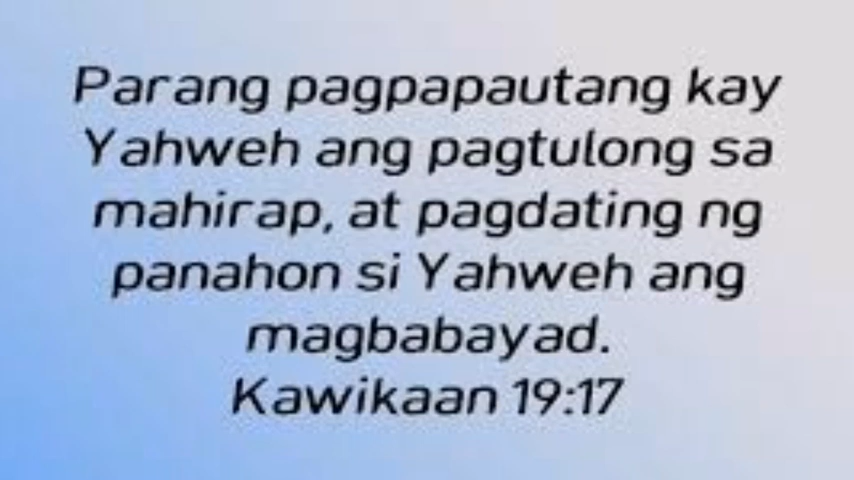 Parang pagpapautang kay
Yahweh ang pagtulong sa
mahirap, at pagdating ng
panahon si Yahweh ang
magbabayad.
Kawikaan 19:17